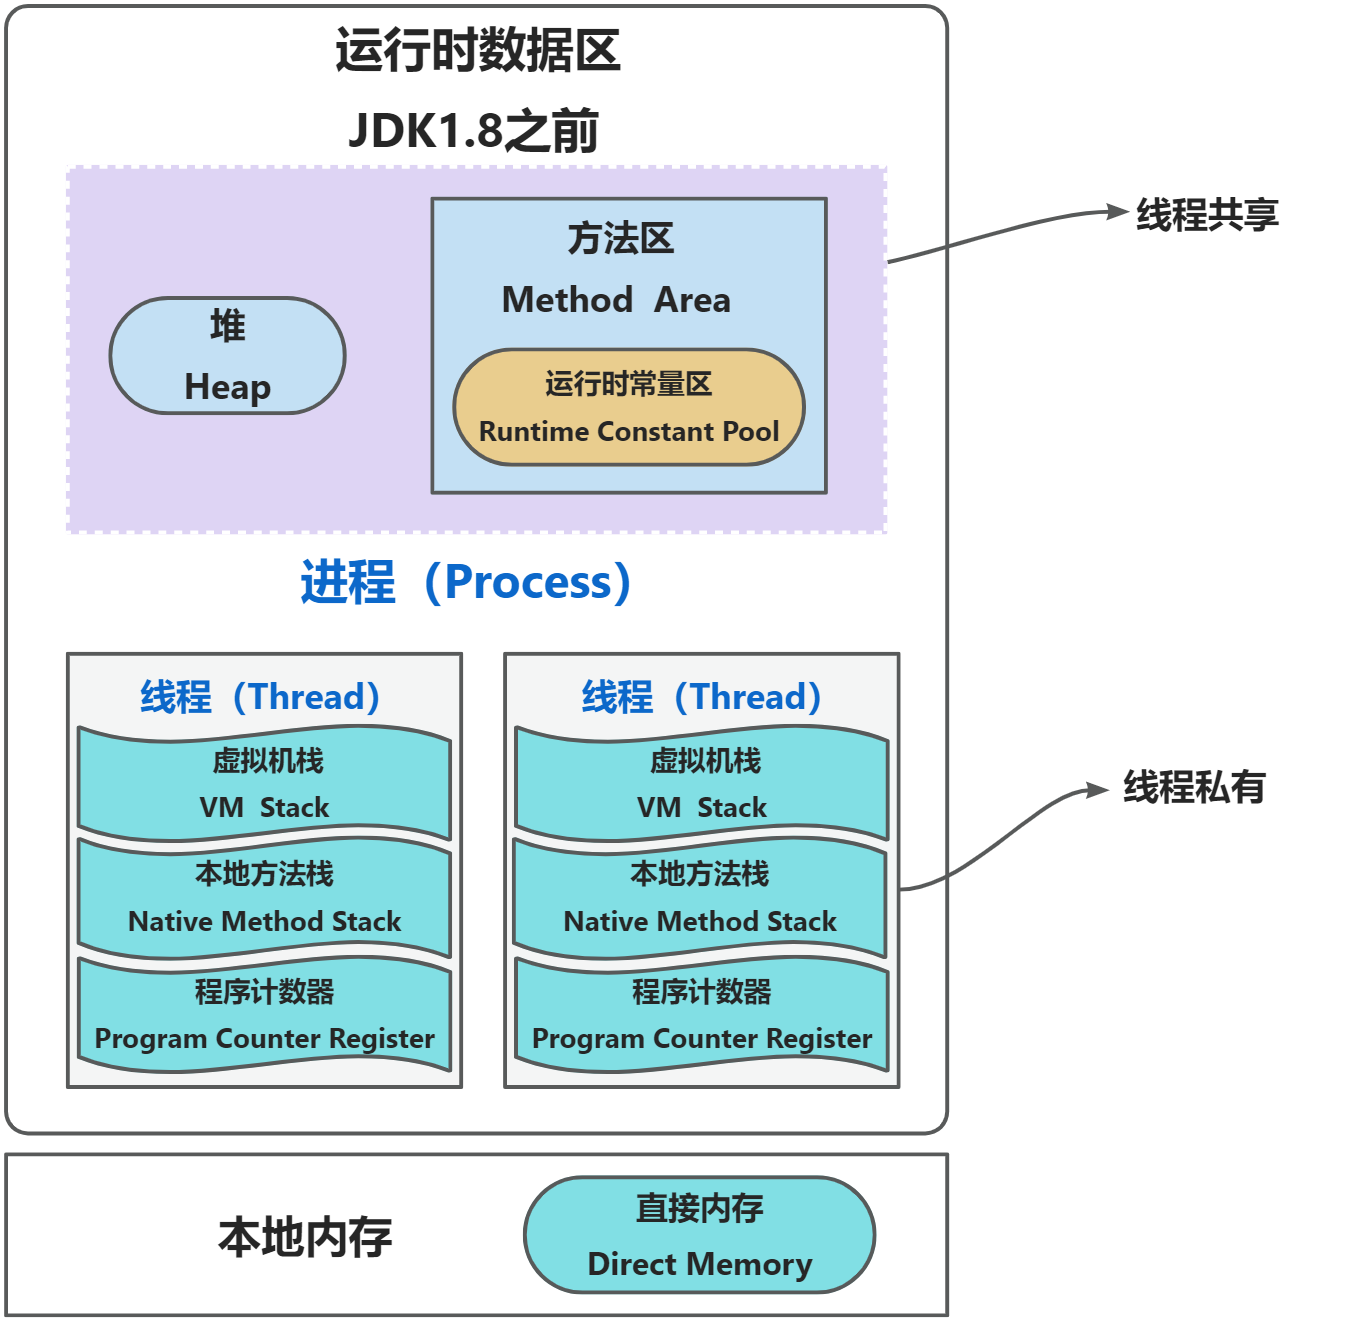 运行时数据区
JDK1.8之前
堆
Heap
方法区
Method Area
运行时常量区
Runtime Constant Pool
线程共享
进程（Process）
线程（Thread）
虚拟机栈
VM Stack
本地方法栈
Native Method Stack
程序计数器
Program Counter Register
线程（Thread）
虚拟机栈
VM Stack
本地方法栈
Native Method Stack
程序计数器
Program Counter Register
线程私有
本地内存
直接内存
Direct Memory